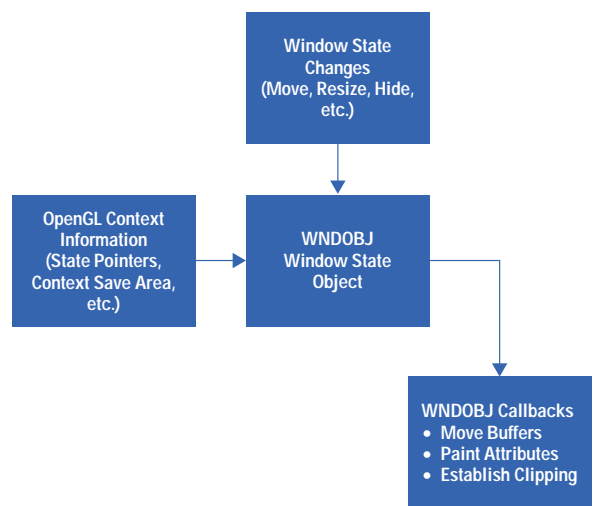 Window State
Changes
(Move, Resize, Hide,
etc.)
OpenGL Context
Information
(State Pointers,
Context Save Area,
etc.)
WNDOBJ
Window State
Object
WNDOBJ Callbacks
• Move Buffers
• Paint Attributes
• Establish Clipping